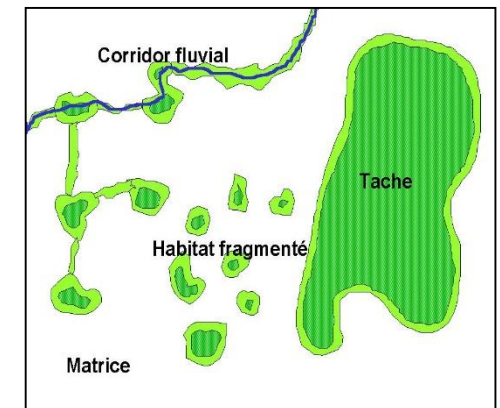 Corridor fluvial
Tache
Habitat fragmenté
Matrice